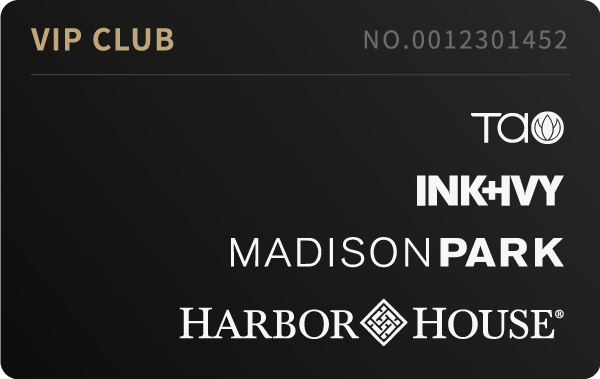 VIP CLUB NO.0012301452
Tao
INK+IVY
MADISON PARK
HARBOR HOUSE®